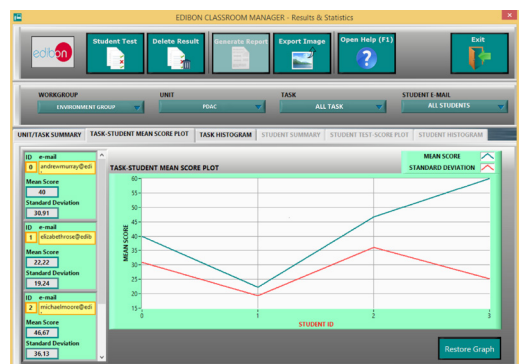 EDIBON CLASSROOM MANAGER - Results & Statistics
edibon
Student Test
Delete Result
Generate Report
Export Image
Open Help (F1)
Exit
WORKGROUP
UNIT
TASK
STUDENT E-MAIL
ENVIRONMENT GROUP
PDAC
ALL TASK
ALL STUDENTS
UNIT/TASK SUMMARY
TASK-STUDENT MEAN SCORE PLOT
TASK HISTOGRAM
STUDENT SUMMARY
STUDENT TEST-SCORE PLOT
STUDENT HISTOGRAM
ID e-mail
0 andrewmurray@edi
Mean Score
40
Standard Deviation
30,91
ID e-mail
1 elizabethrose@edib
Mean Score
22,22
Standard Deviation
19,24
ID e-mail
2 michaelmoore@edi
Mean Score
46,67
Standard Deviation
36,13
TASK-STUDENT MEAN SCORE PLOT
MEAN SCORE
STANDARD DEVIATION
MEAN SCORE
60
55
50
45
40
35
30
25
20
15
0 1 2 3
STUDENT ID
Restore Graph